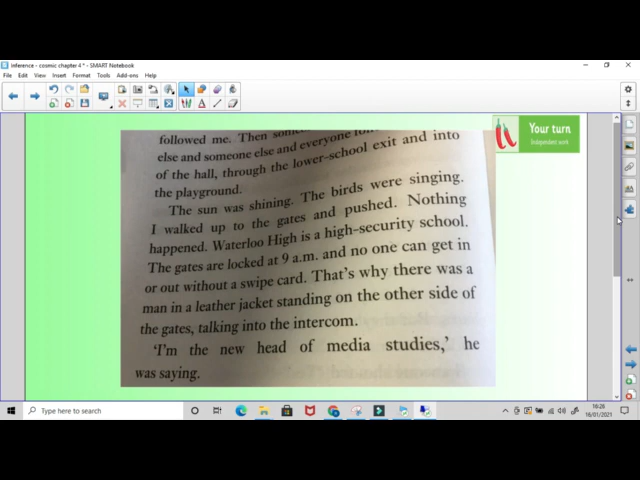 Inference - cosmic chapter 4 * - SMART Notebook
File Edit View Insert Format Tools Add-ons Help
Your turn
Independent work
followed me. Then
else and someone else and everyone
of the hall, through the lower-school exit and into
the playground.
The sun was shining. The birds were singing.
I walked up to the gates and pushed. Nothing
happened. Waterloo High is a high-security school.
The gates are locked at 9 a.m. and no one can get in
or out without a swipe card. That's why there was a
man in a leather jacket standing on the other side of
the gates, talking into the intercom.
'I'm the new head of media studies,' he
was saying.
Type here to search
16:26
16/01/2021